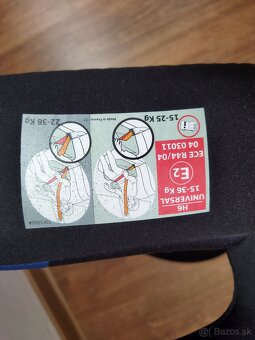 H6
UNIVERSAL
15-36 Kg
E2
ECE R44/04
04 03011
15-25 Kg
Made in France
22-36 Kg
bazos.sk